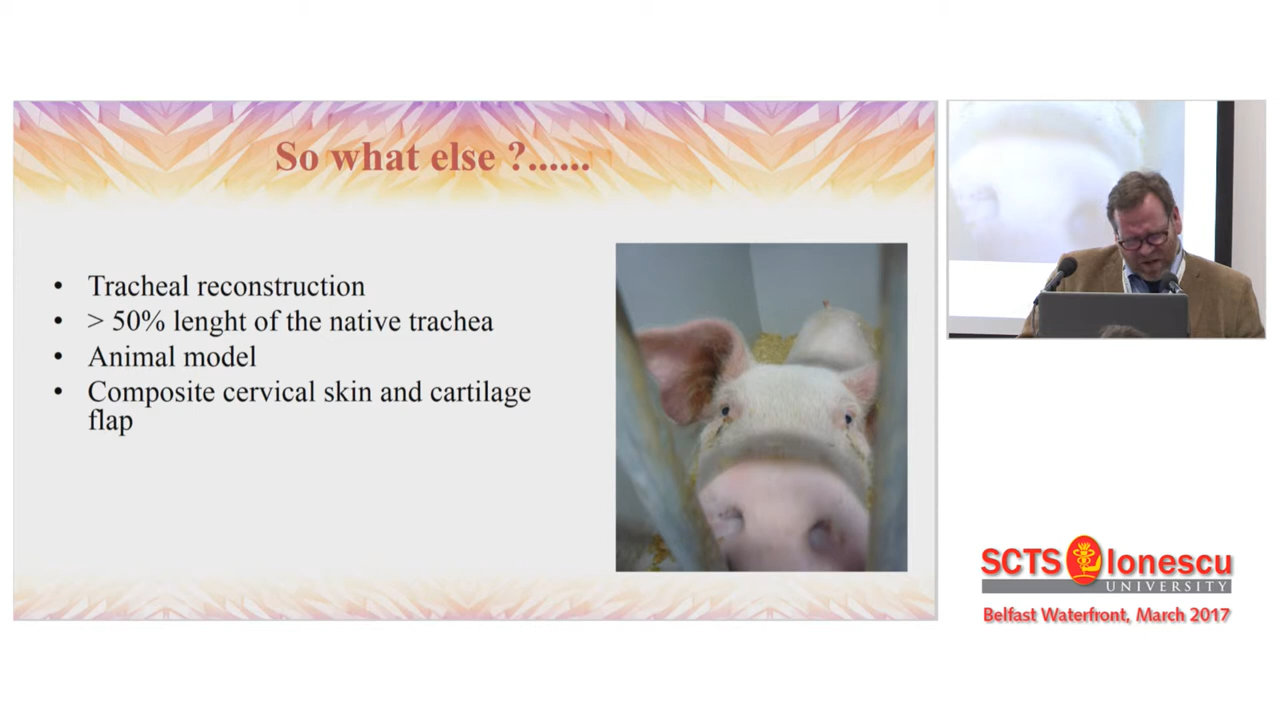 So what else ?......
• Tracheal reconstruction
• > 50% lenght of the native trachea
• Animal model
• Composite cervical skin and cartilage
flap
SCTS Ionescu
UNIVERSITY
Belfast Waterfront, March 2017